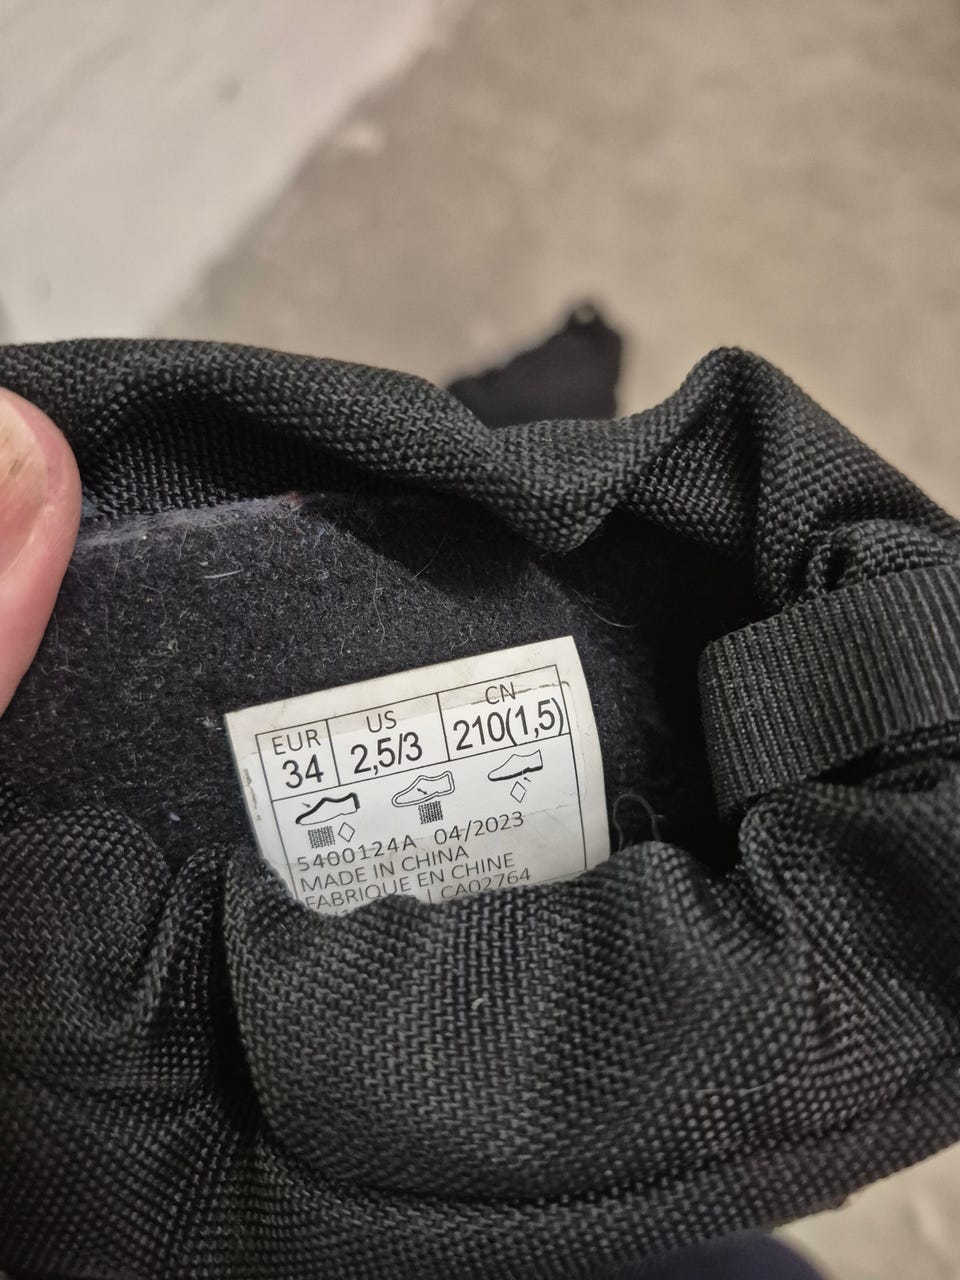 EUR US CN
34 2,5/3 210(1,5)
5400124A 04/2023
MADE IN CHINA
FABRIQUE EN CHINE
CA02764